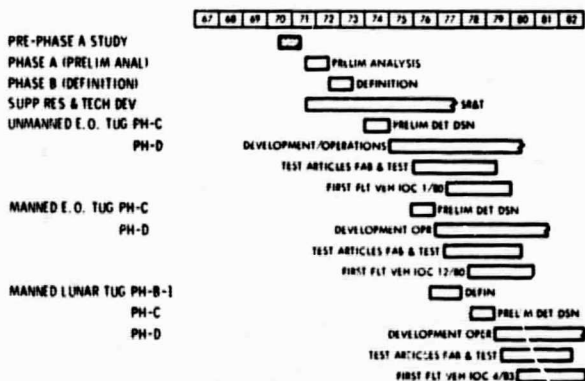 67 68 69 70 71 72 73 74 75 76 77 78 79 80 81 82
PRE-PHASE A STUDY
PHASE A (PRELIM ANAL) PRELIM ANALYSIS
PHASE B (DEFINITION) DEFINITION
SUPP RES & TECH DEV SR&T
UNMANNED E.O. TUG PH-C PRELIM DET DSN
PH-D DEVELOPMENT/OPERATIONS
TEST ARTICLES FAB & TEST
FIRST FLT VEH IOC 1/80
MANNED E.O. TUG PH-C PRELIM DET DSN
PH-D DEVELOPMENT OPR
TEST ARTICLES FAB & TEST
FIRST FLT VEH IOC 12/80
MANNED LUNAR TUG PH-B-1 DEFIN
PH-C PRELIM DET DSN
PH-D DEVELOPMENT OPER
TEST ARTICLES FAB & TEST
FIRST FLT VEH IOC 4/83